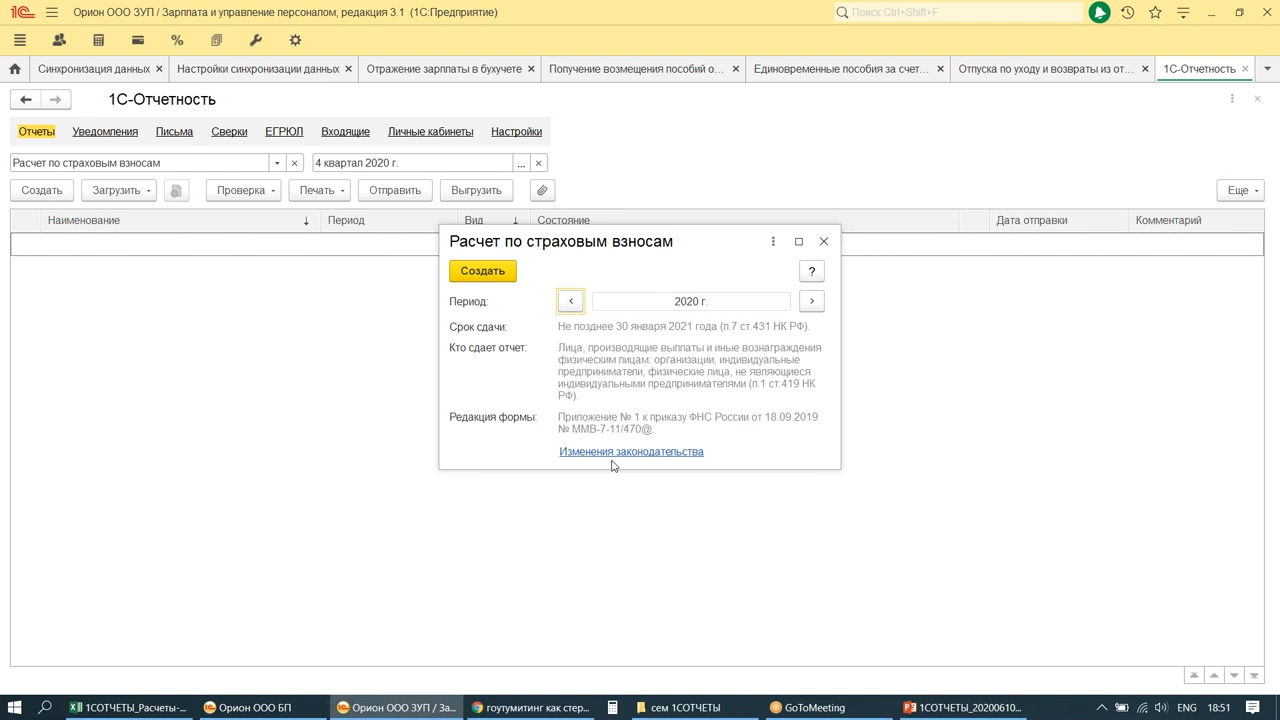 Орион ООО ЗУП / Зарплата и управление персоналом, редакция 3.1 (1С:Предприятие)
Поиск Ctrl+Shift+F
Синхронизация данных
Настройки синхронизации данных
Отражение зарплаты в бухучете
Получение возмещения пособий о...
Единовременные пособия за счет...
Отпуска по уходу и возвраты из от...
1С-Отчетность
1С-Отчетность
Отчеты
Уведомления
Письма
Сверки
ЕГРЮЛ
Входящие
Личные кабинеты
Настройки
Расчет по страховым взносам
4 квартал 2020 г.
...
Создать
Загрузить
Проверка
Печать
Отправить
Выгрузить
Еще
Наименование
Период
Вид
Состояние
Дата отправки
Комментарий
Расчет по страховым взносам
Создать
?
Период:
<
2020 г.
>
Срок сдачи:
Не позднее 30 января 2021 года (п.7 ст.431 НК РФ).
Кто сдает отчет:
Лица, производящие выплаты и иные вознаграждения
физическим лицам: организации, индивидуальные
предприниматели, физические лица, не являющиеся
индивидуальными предпринимателями (п.1 ст.419 НК
РФ).
Редакция формы:
Приложение № 1 к приказу ФНС России от 18.09.2019
№ ММВ-7-11/470@.
Изменения законодательства
1СОТЧЕТЫ_Расчеты-...
Орион ООО БП
Орион ООО ЗУП / За...
гоутумитинг как стер...
сем 1СОТЧЕТЫ
GoToMeeting
1СОТЧЕТЫ_20200610...
ENG
18:51